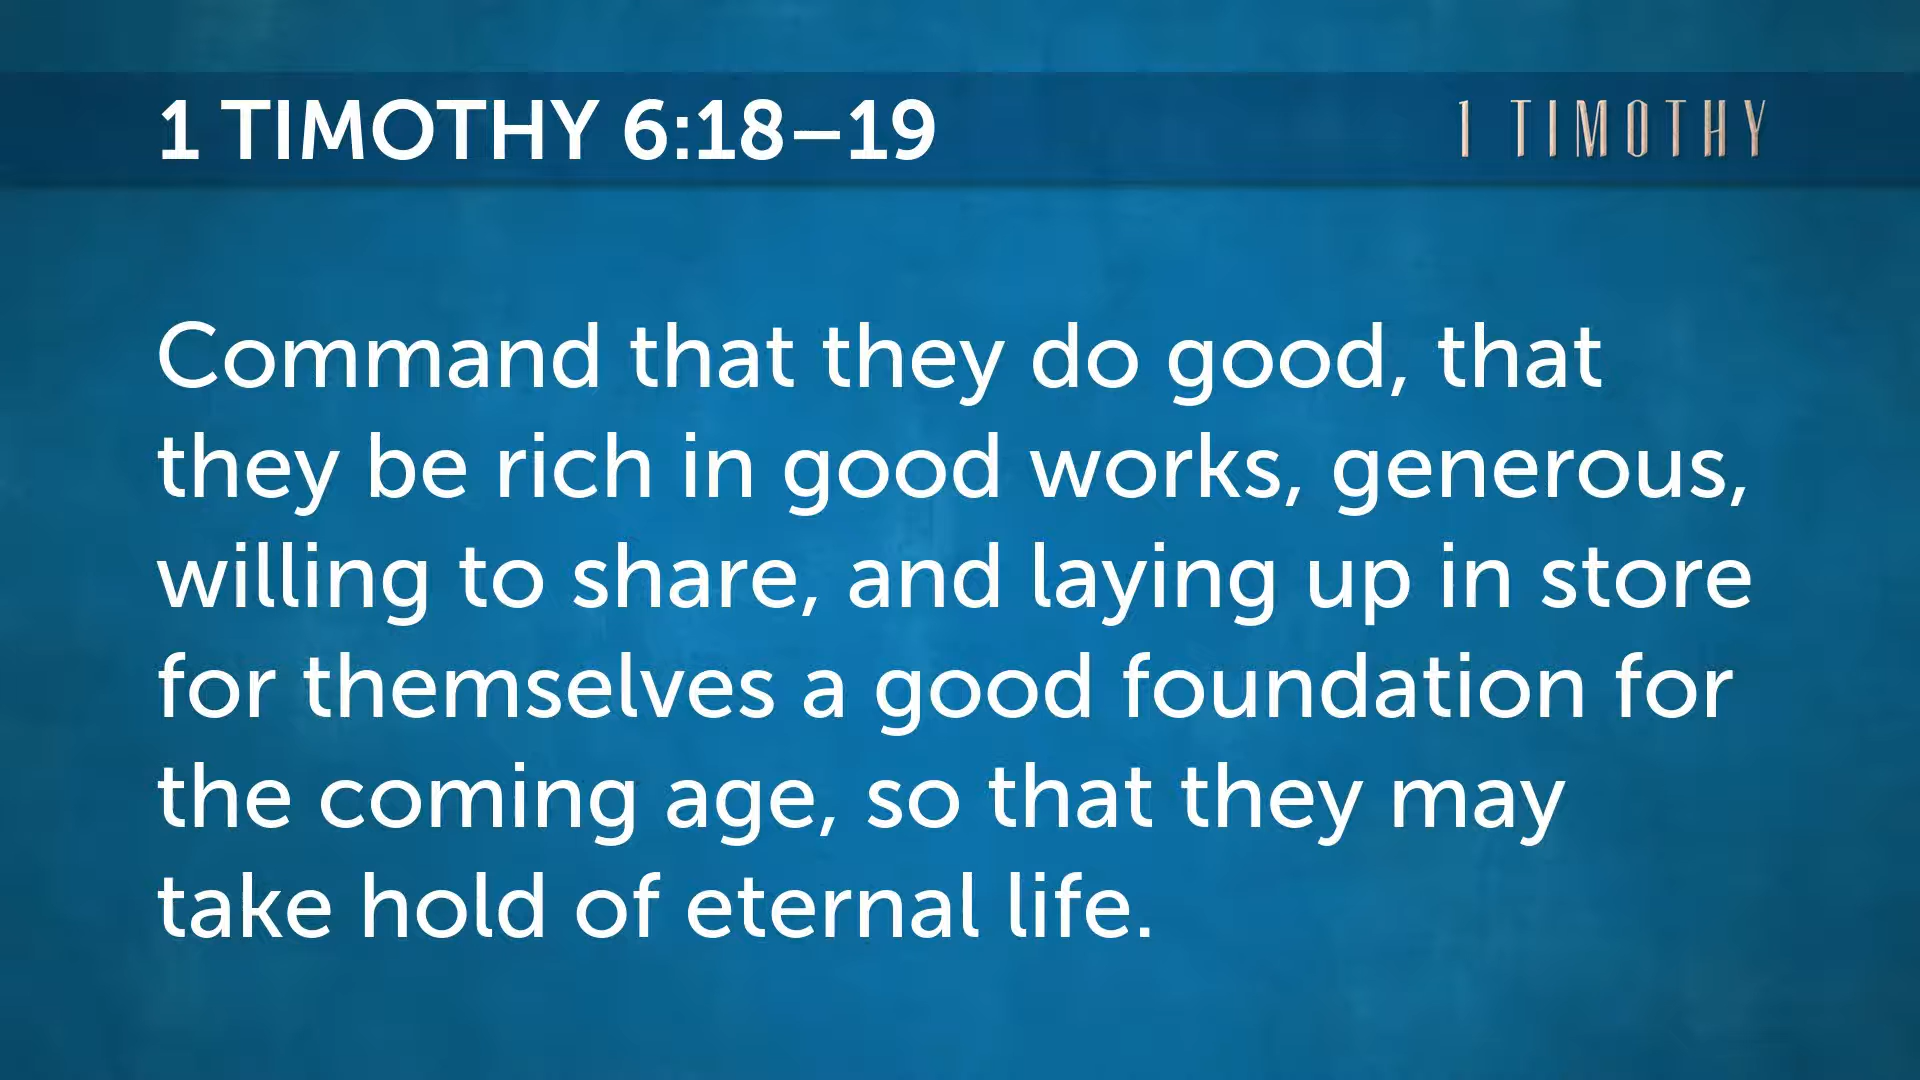 1 TIMOTHY 6:18–19
1 TIMOTHY
Command that they do good, that
they be rich in good works, generous,
willing to share, and laying up in store
for themselves a good foundation for
the coming age, so that they may
take hold of eternal life.